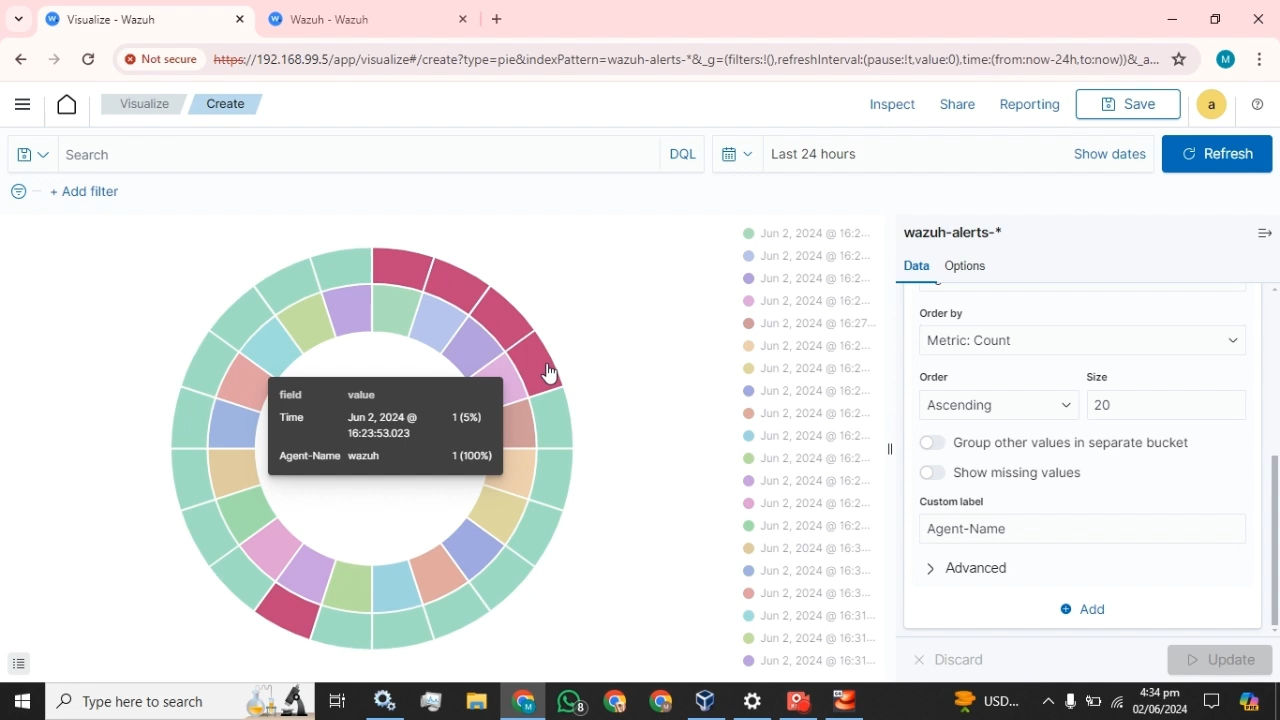 Visualize - Wazuh
Wazuh - Wazuh
Not secure
https://192.168.99.5/app/visualize#/create?type=pie&indexPattern=wazuh-alerts-*&_g=(filters:!(),refreshInterval:(pause:!t,value:0),time:(from:now-24h,to:now))&_a...
M
Visualize
Create
Inspect
Share
Reporting
Save
a
Search
DQL
Last 24 hours
Show dates
Refresh
+ Add filter
field value
Time Jun 2, 2024 @ 1 (5%)
16:23:53.023
Agent-Name wazuh 1 (100%)
Jun 2, 2024 @ 16:2...
Jun 2, 2024 @ 16:2...
Jun 2, 2024 @ 16:2...
Jun 2, 2024 @ 16:2...
Jun 2, 2024 @ 16:27...
Jun 2, 2024 @ 16:2...
Jun 2, 2024 @ 16:2...
Jun 2, 2024 @ 16:2...
Jun 2, 2024 @ 16:2...
Jun 2, 2024 @ 16:2...
Jun 2, 2024 @ 16:2...
Jun 2, 2024 @ 16:2...
Jun 2, 2024 @ 16:2...
Jun 2, 2024 @ 16:2...
Jun 2, 2024 @ 16:3...
Jun 2, 2024 @ 16:3...
Jun 2, 2024 @ 16:3...
Jun 2, 2024 @ 16:31...
Jun 2, 2024 @ 16:31...
Jun 2, 2024 @ 16:31...
wazuh-alerts-*
Data
Options
Order by
Metric: Count
Order
Size
Ascending
20
Group other values in separate bucket
Show missing values
Custom label
Agent-Name
Advanced
Add
Discard
Update
Type here to search
8
USD...
4:34 pm
02/06/2024